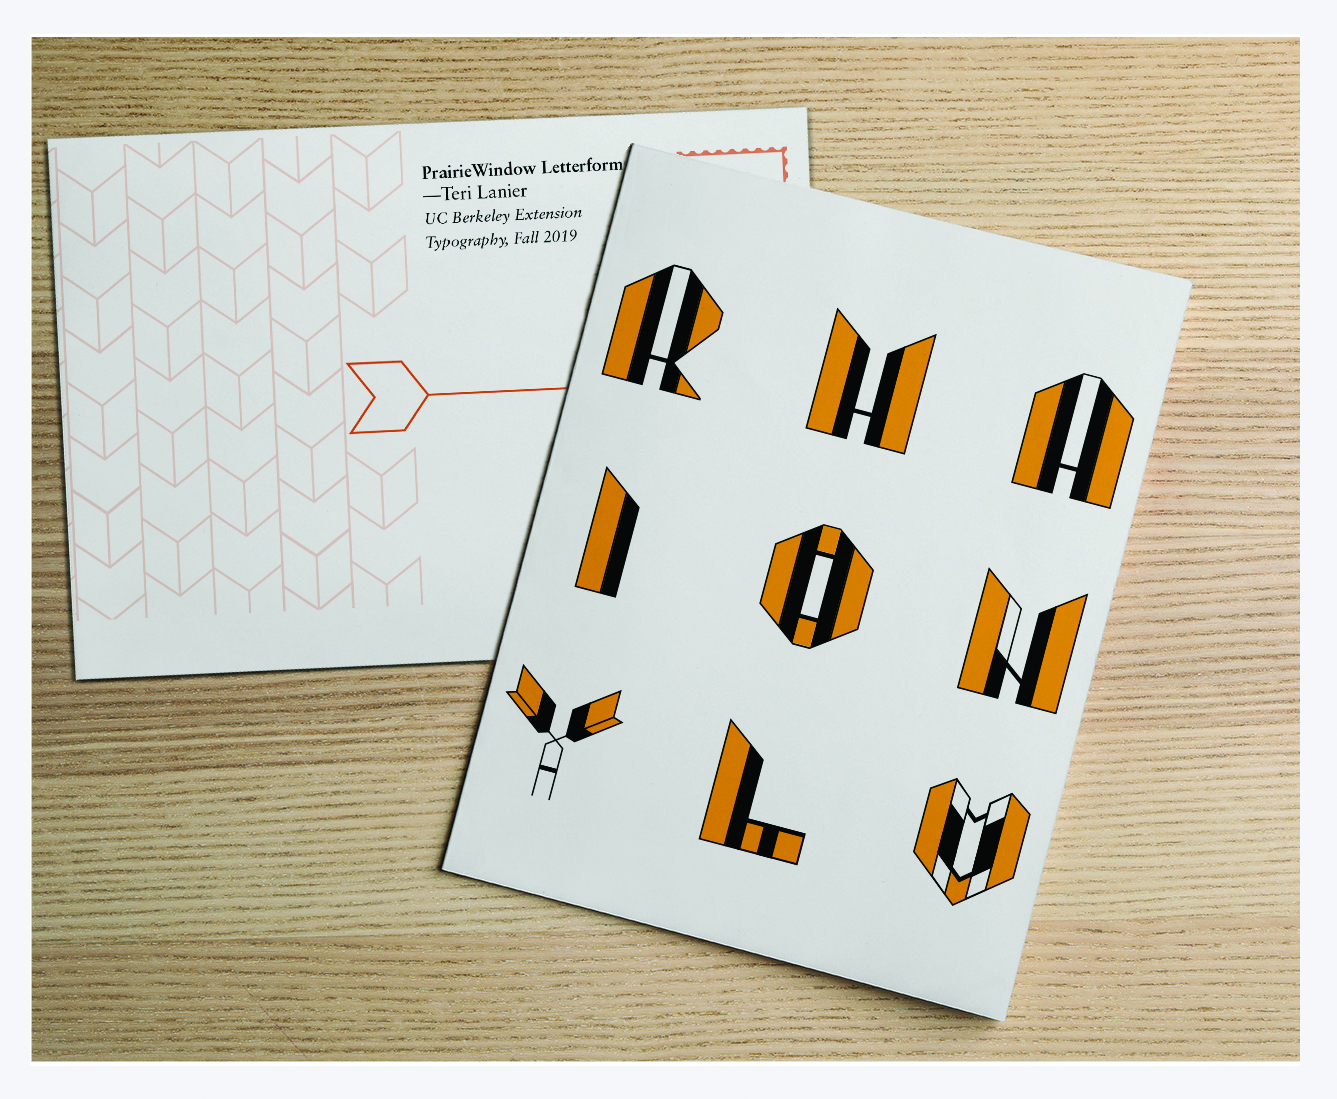 PrairieWindow Letterform
—Teri Lanier
UC Berkeley Extension
Typography, Fall 2019
R H A
I O N
Y L